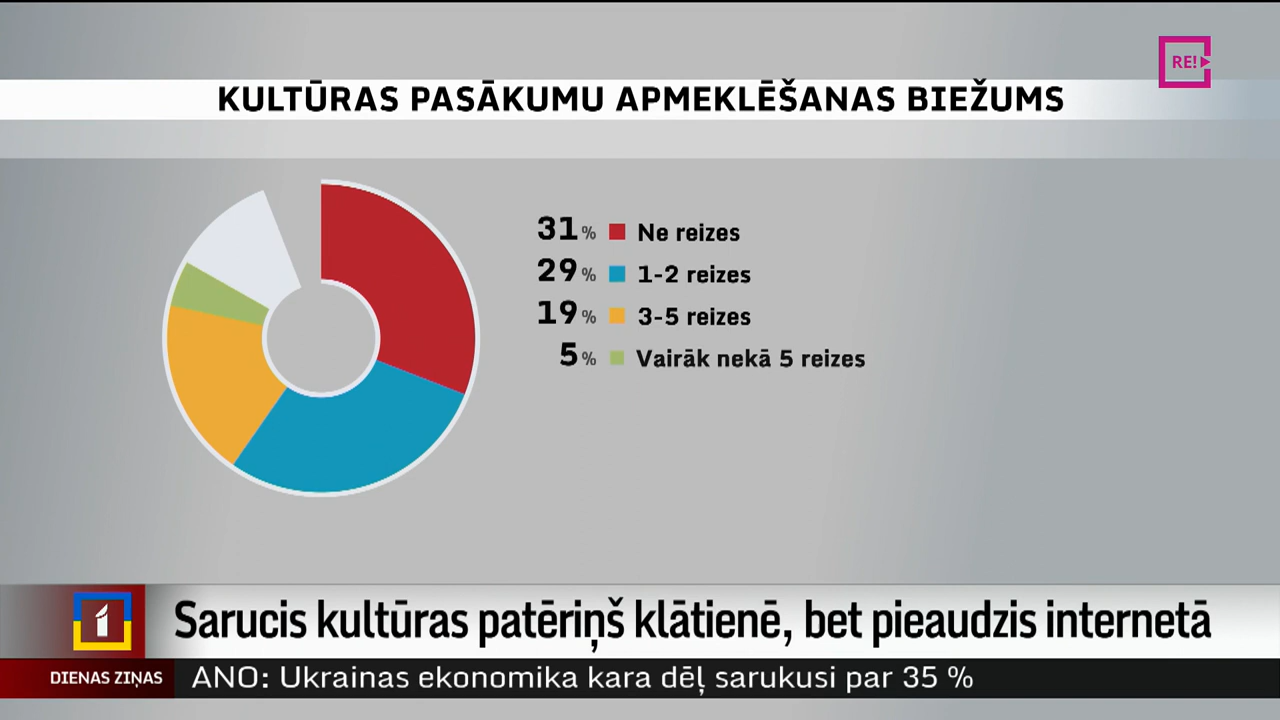 RE!
KULTŪRAS PASĀKUMU APMEKLĒŠANAS BIEŽUMS
31% Ne reizes
29% 1-2 reizes
19% 3-5 reizes
5% Vairāk nekā 5 reizes
1 Sarucis kultūras patēriņš klātienē, bet pieaudzis internetā
DIENAS ZIŅAS ANO: Ukrainas ekonomika kara dēļ sarukusi par 35 %